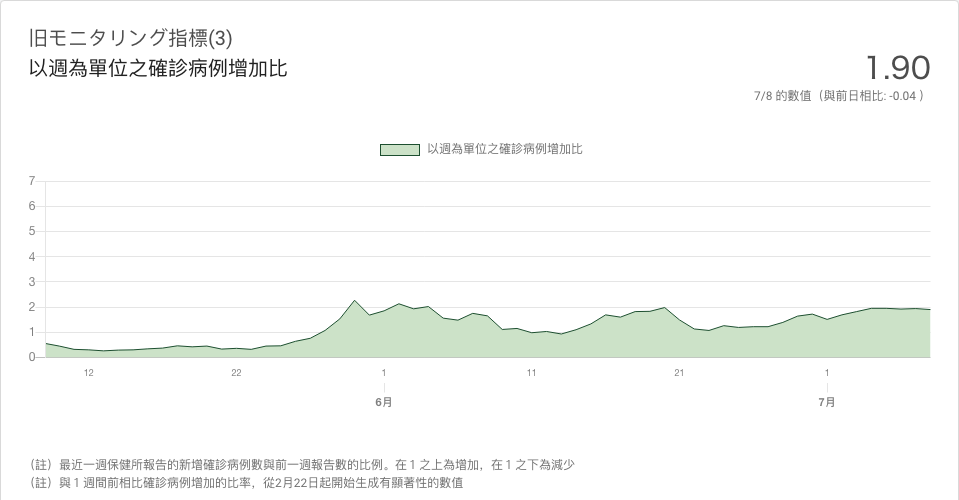 旧モニタリング指標(3)
以週為單位之確診病例增加比
1.90
7/8 的數值（與前日相比: -0.04 ）
以週為單位之確診病例增加比
7
6
5
4
3
2
1
0
12 22 1 11 21 1
6月 7月
（註）最近一週保健所報告的新增確診病例數與前一週報告數的比例。在 1 之上為增加，在 1 之下為減少
（註）與 1 週間前相比確診病例增加的比率，從2月22日起開始生成有顯著性的數值